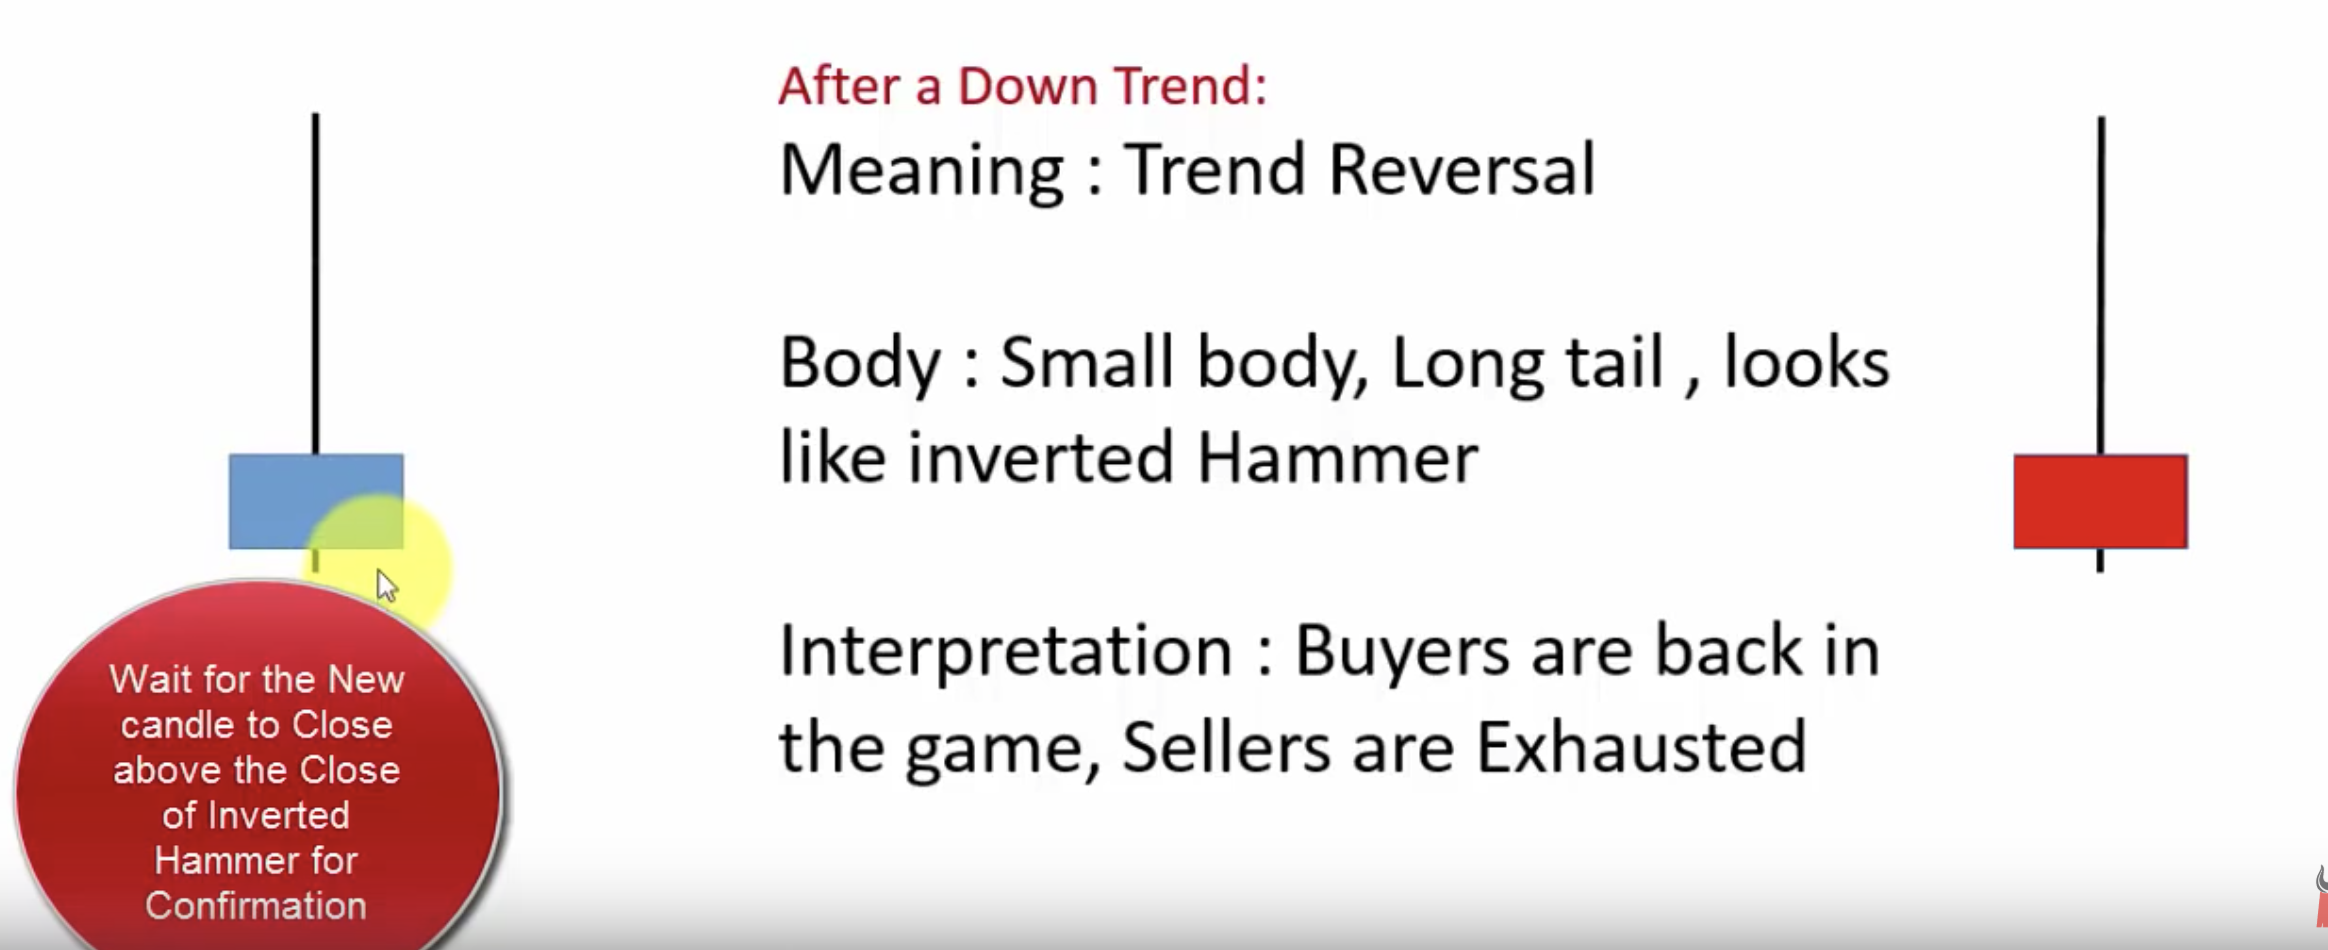 After a Down Trend:
Meaning : Trend Reversal
Body : Small body, Long tail , looks
like inverted Hammer
Interpretation : Buyers are back in
the game, Sellers are Exhausted
Wait for the New
candle to Close
above the Close
of Inverted
Hammer for
Confirmation